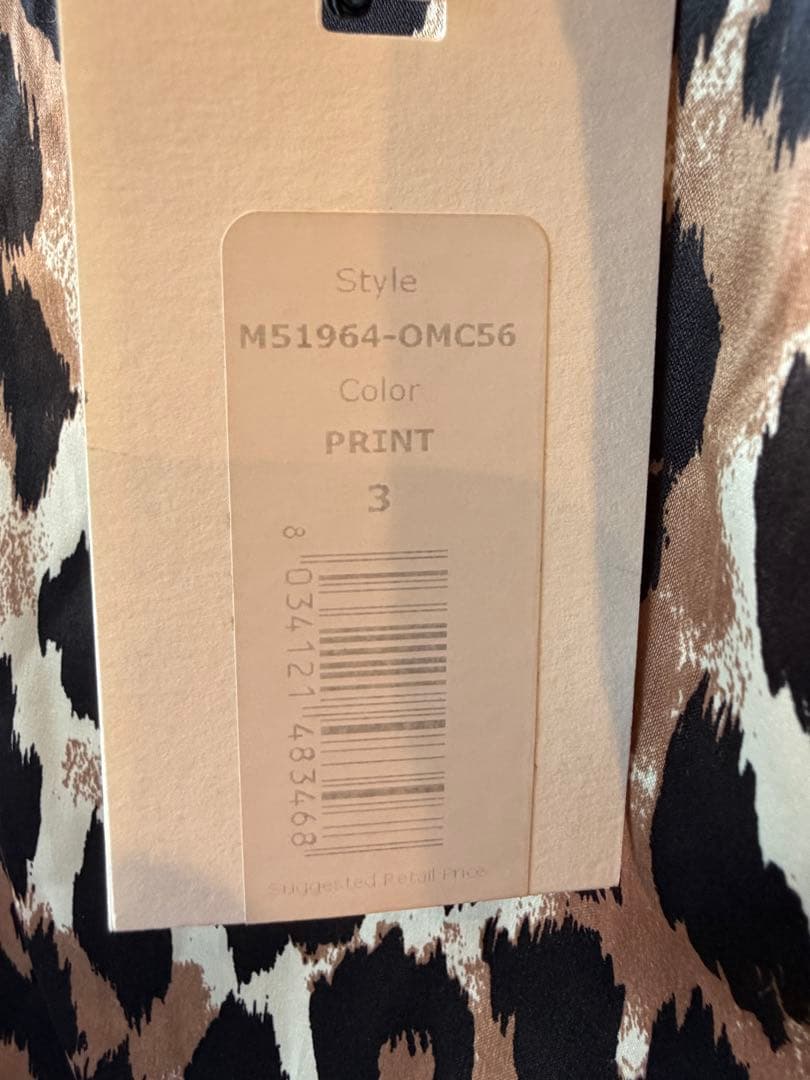 Style
M51964-OMC56
Color
PRINT
3
8 034121 483468
Suggested Retail Price